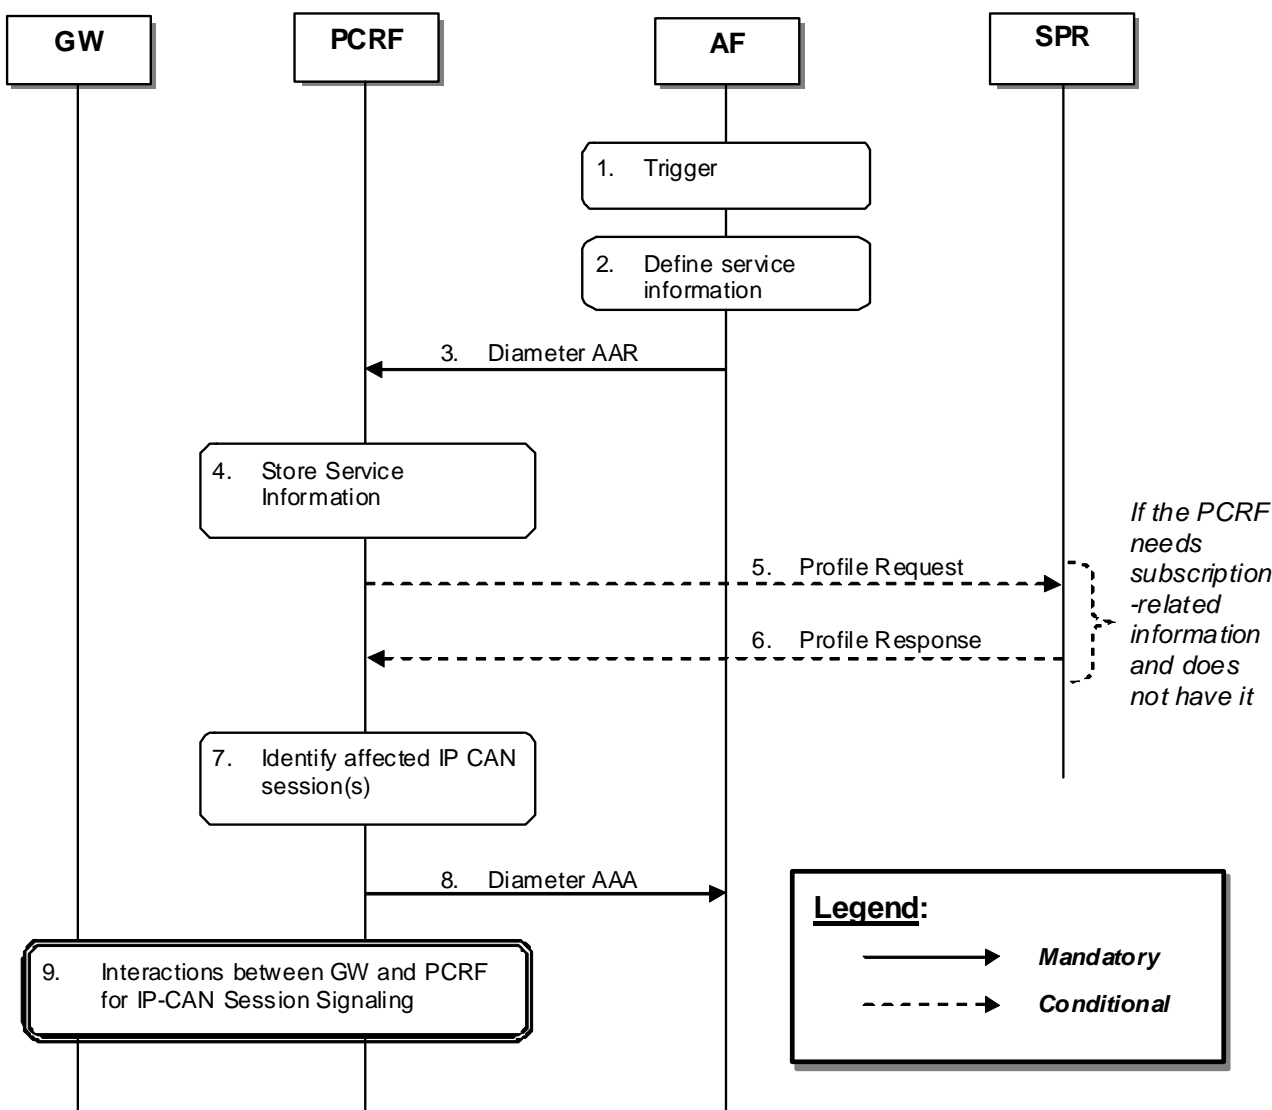 GW
PCRF
AF
SPR
1. Trigger
2. Define service
information
3. Diameter AAR
4. Store Service
Information
5. Profile Request
6. Profile Response
If the PCRF
needs
subscription
-related
information
and does
not have it
7. Identify affected IP CAN
session(s)
8. Diameter AAA
9. Interactions between GW and PCRF
for IP-CAN Session Signaling
Legend:
Mandatory
Conditional